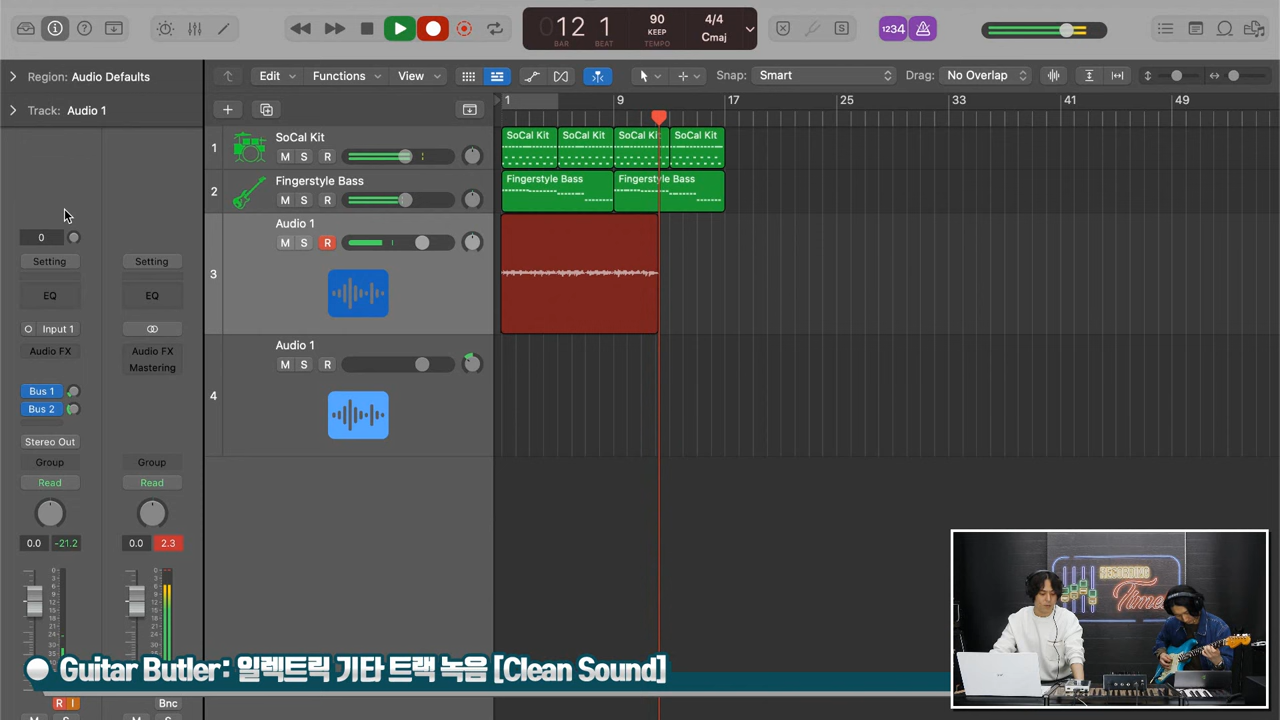 12 1
BAR BEAT
90
KEEP
TEMPO
4/4
Cmaj
1234
S
Region: Audio Defaults
Edit
Functions
View
Snap: Smart
Drag: No Overlap
Track: Audio 1
1 9 17 25 33 41 49
1
SoCal Kit
M S R
SoCal Kit
SoCal Kit
SoCal Kit
SoCal Kit
2
Fingerstyle Bass
M S R
Fingerstyle Bass
Fingerstyle Bass
3
Audio 1
M S R
4
Audio 1
M S R
0
Setting Setting
EQ EQ
Input 1
Audio FX Audio FX
Mastering
Bus 1
Bus 2
Stereo Out
Group Group
Read Read
0.0 -21.2 0.0 2.3
R I Bnc
M S M
Guitar Butler: 일렉트릭 기타 트랙 녹음 [Clean Sound]